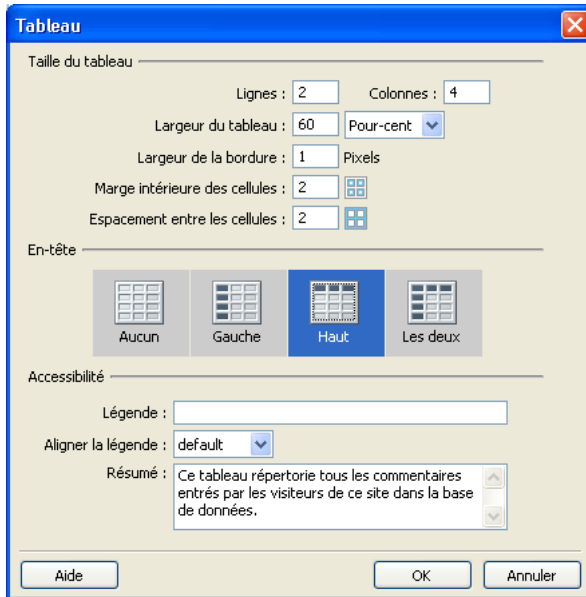 Tableau
Taille du tableau
Lignes : 2 Colonnes : 4
Largeur du tableau : 60 Pour-cent
Largeur de la bordure : 1 Pixels
Marge intérieure des cellules : 2
Espacement entre les cellules : 2
En-tête
Aucun Gauche Haut Les deux
Accessibilité
Légende :
Aligner la légende : default
Résumé : Ce tableau répertorie tous les commentaires
entrés par les visiteurs de ce site dans la base
de données.
Aide OK Annuler